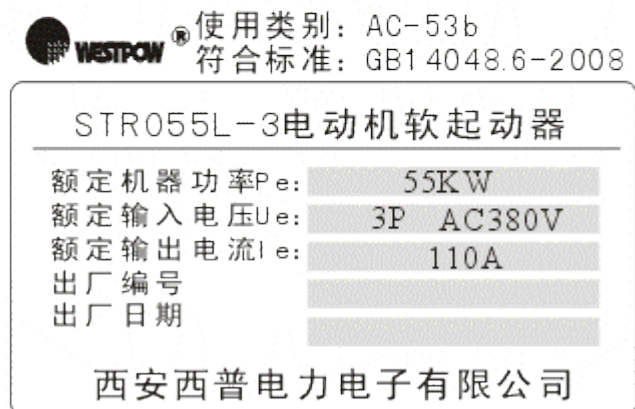 WESTPOW ® 使用类别: AC-53b
符合标准: GB14048.6-2008
STR055L-3电动机软起动器
额定机器功率Pe: 55KW
额定输入电压Ue: 3P AC380V
额定输出电流Ie: 110A
出厂编号
出厂日期
西安西普电力电子有限公司